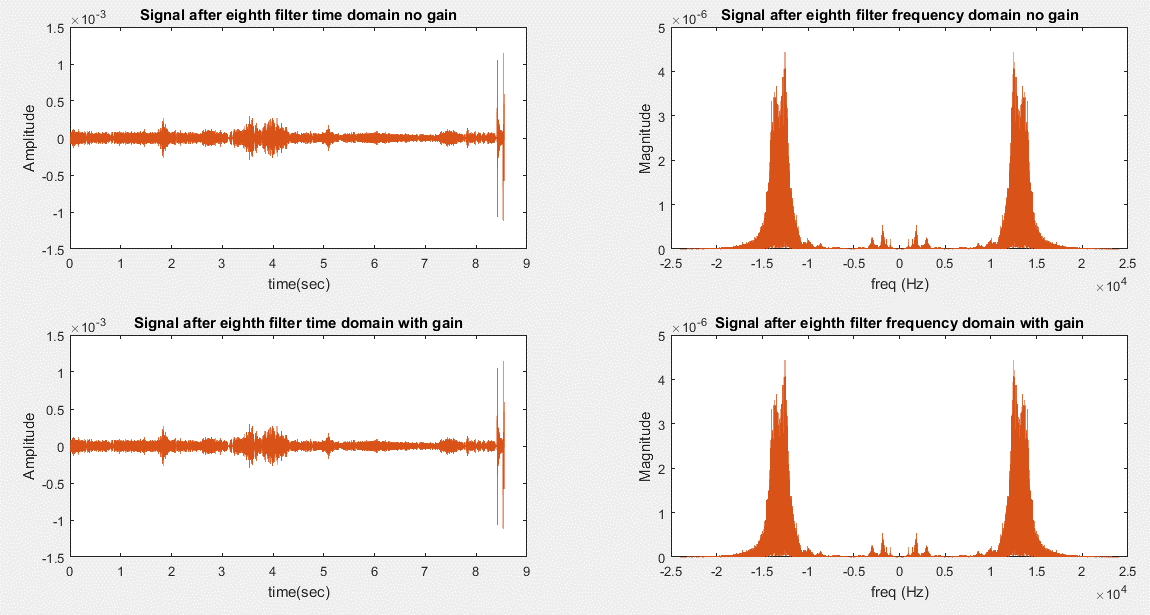 Signal after eighth filter time domain no gain
×10-3
1.5
1
0.5
0
-0.5
-1
-1.5
Amplitude
0 1 2 3 4 5 6 7 8 9
time(sec)
Signal after eighth filter frequency domain no gain
×10-6
5
4
3
2
1
0
Magnitude
-2.5 -2 -1.5 -1 -0.5 0 0.5 1 1.5 2 2.5
freq (Hz)
×10 4
Signal after eighth filter time domain with gain
×10-3
1.5
1
0.5
0
-0.5
-1
-1.5
Amplitude
0 1 2 3 4 5 6 7 8 9
time(sec)
Signal after eighth filter frequency domain with gain
×10-6
5
4
3
2
1
0
Magnitude
-2.5 -2 -1.5 -1 -0.5 0 0.5 1 1.5 2 2.5
freq (Hz)
×10 4